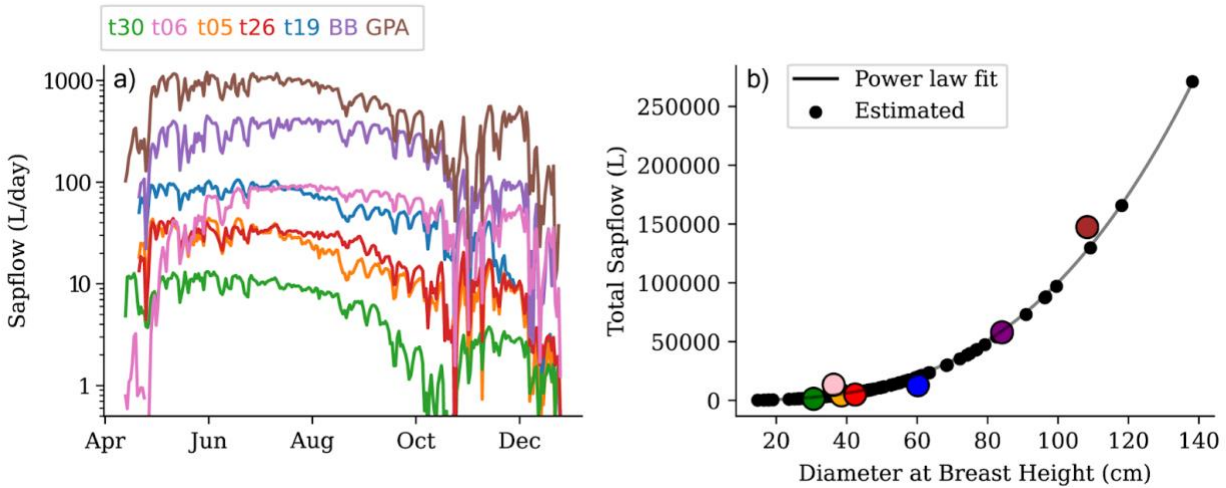 t30 t06 t05 t26 t19 BB GPA
a)
1000
100
10
1
Sapflow (L/day)
Apr Jun Aug Oct Dec
b)
Power law fit
Estimated
250000
200000
150000
100000
50000
0
Total Sapflow (L)
20 40 60 80 100 120 140
Diameter at Breast Height (cm)